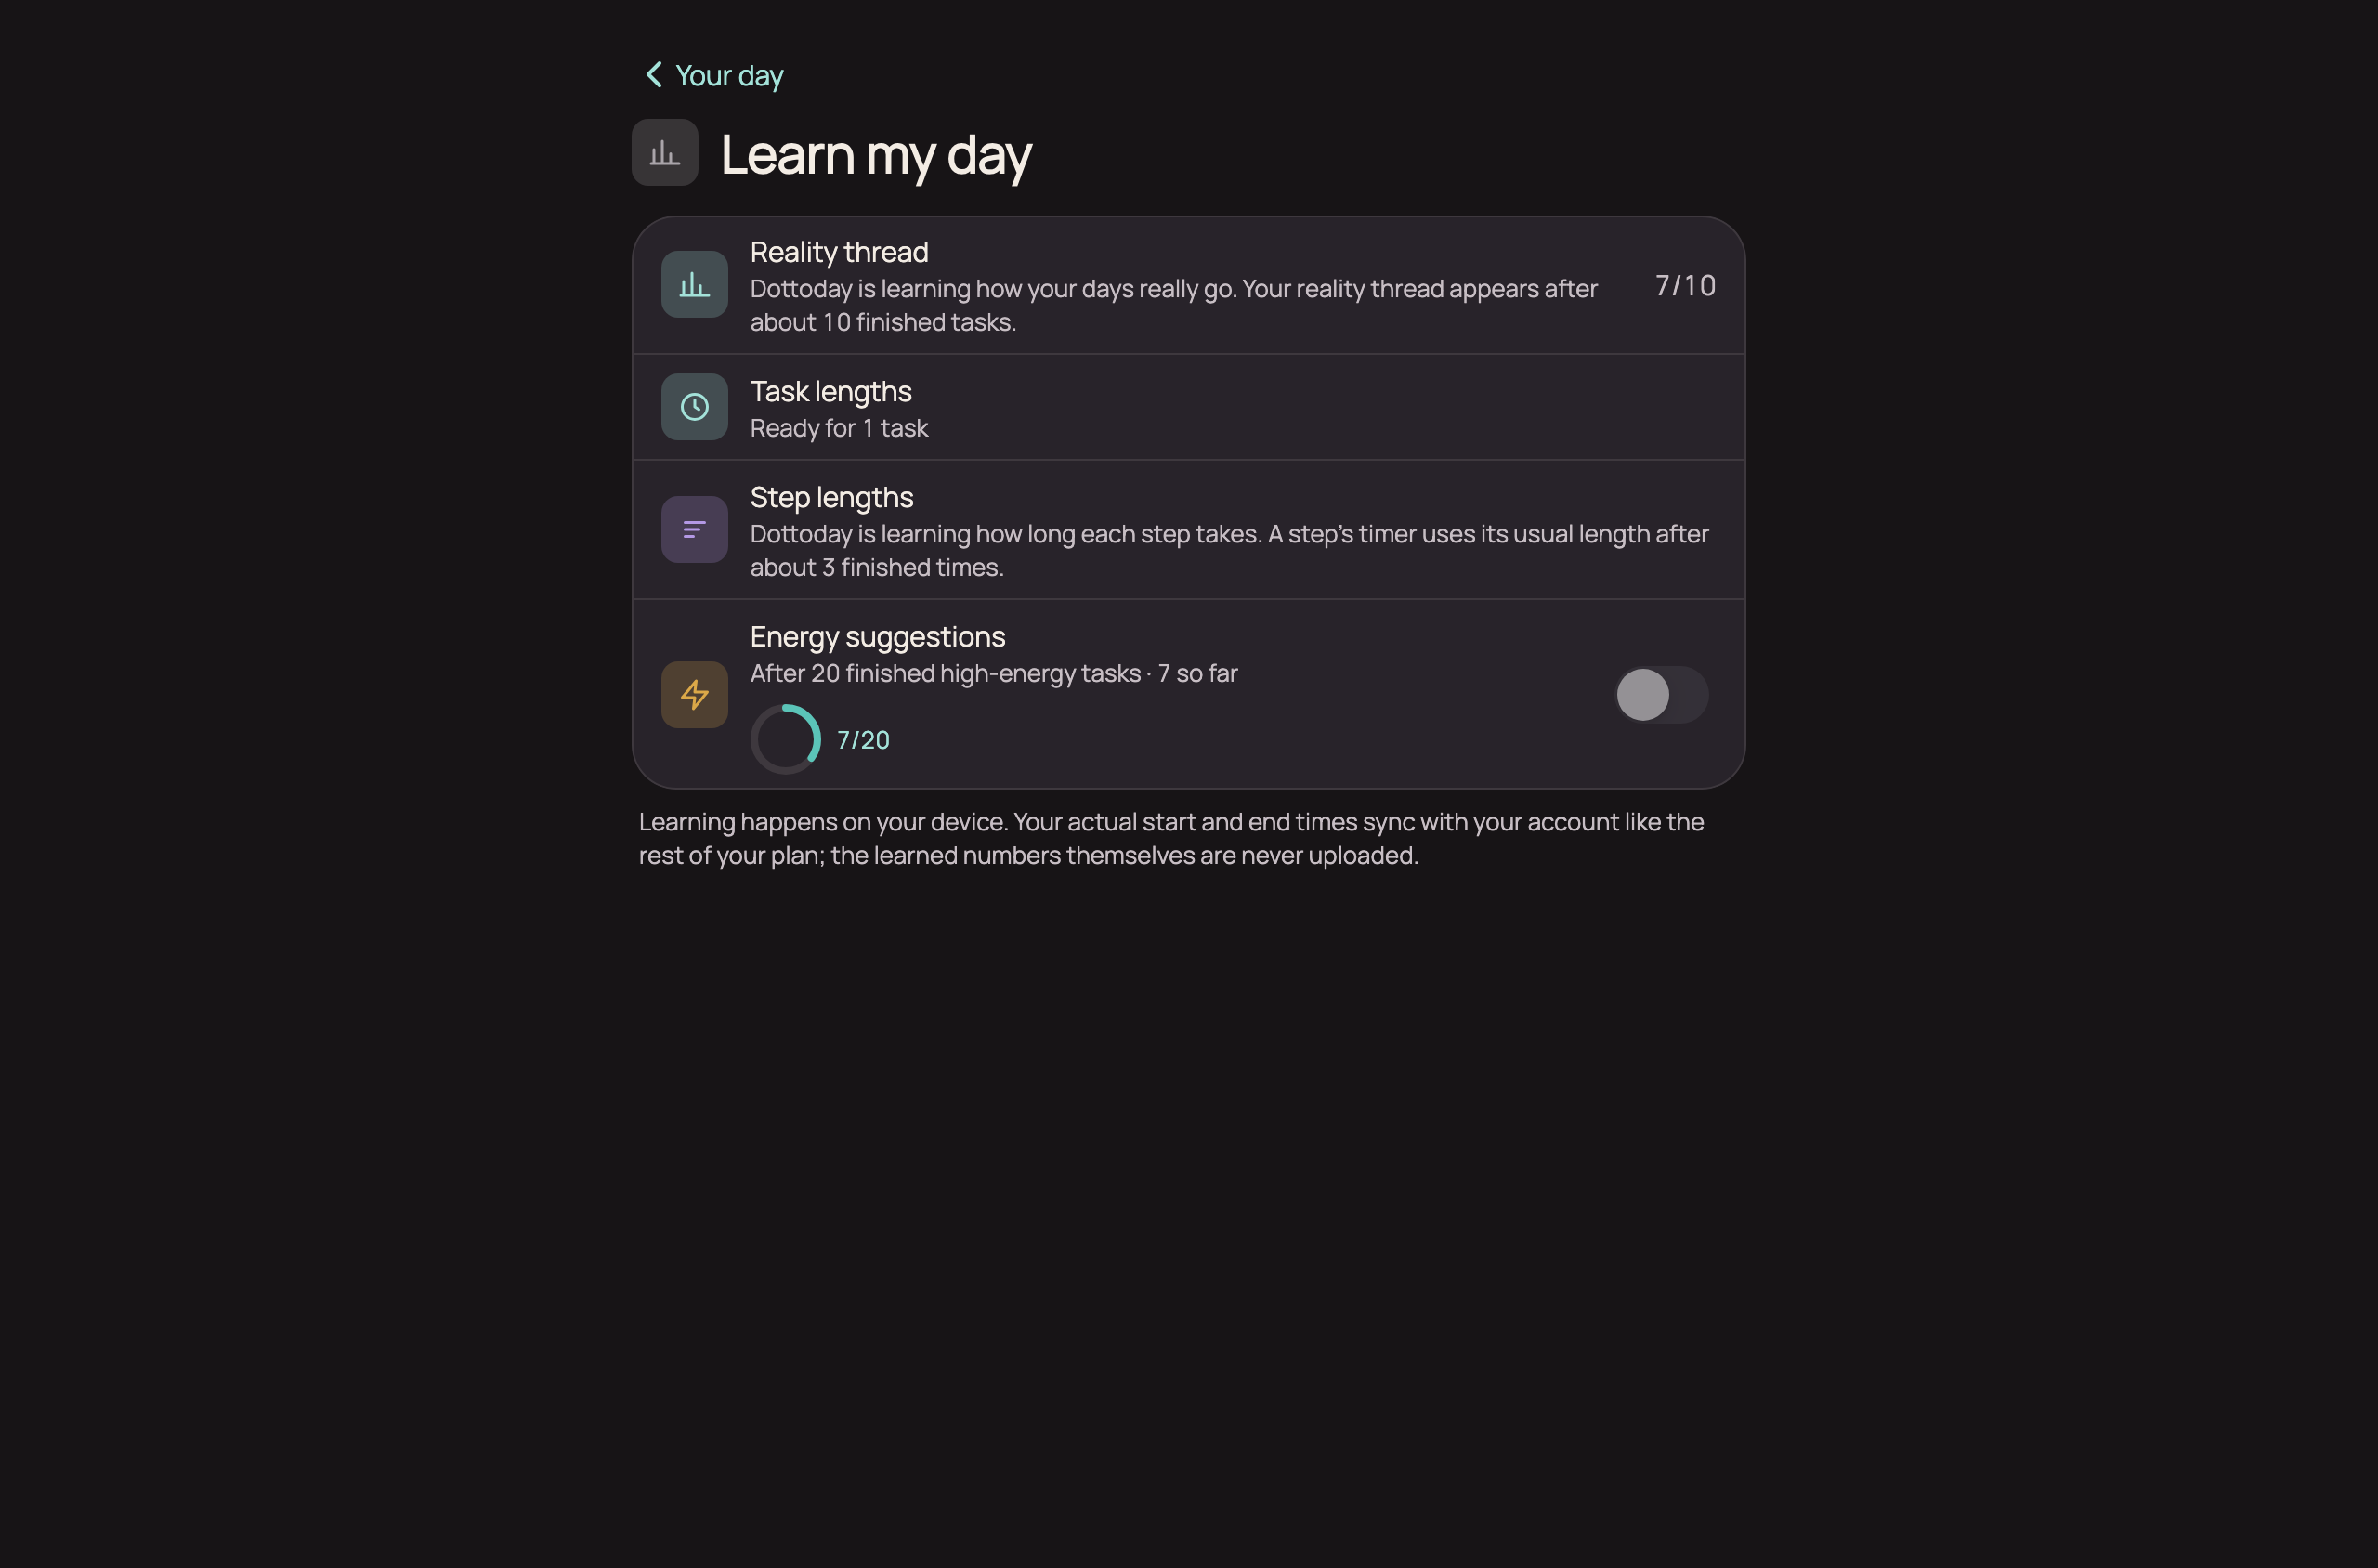 Your day
Learn my day
Reality thread
Dottoday is learning how your days really go. Your reality thread appears after
about 10 finished tasks.
7/10
Task lengths
Ready for 1 task
Step lengths
Dottoday is learning how long each step takes. A step’s timer uses its usual length after
about 3 finished times.
Energy suggestions
After 20 finished high-energy tasks · 7 so far
7/20
Learning happens on your device. Your actual start and end times sync with your account like the
rest of your plan; the learned numbers themselves are never uploaded.